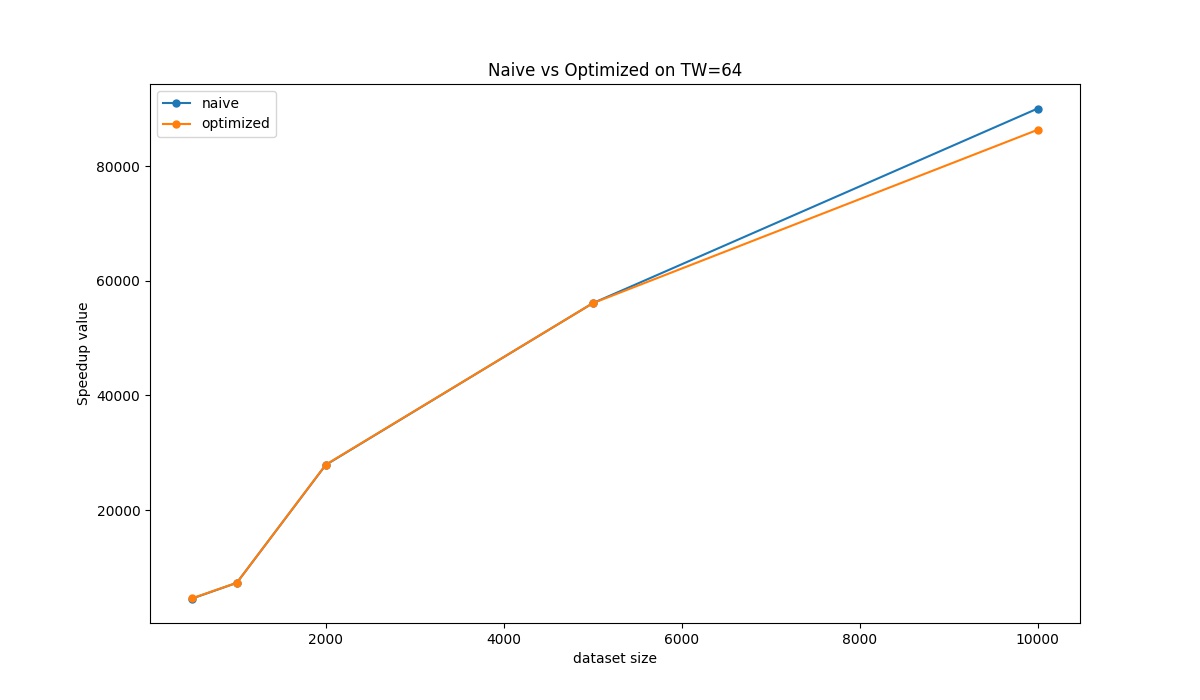 Naive vs Optimized on TW=64
naive
optimized
80000
60000
40000
20000
Speedup value
2000 4000 6000 8000 10000
dataset size